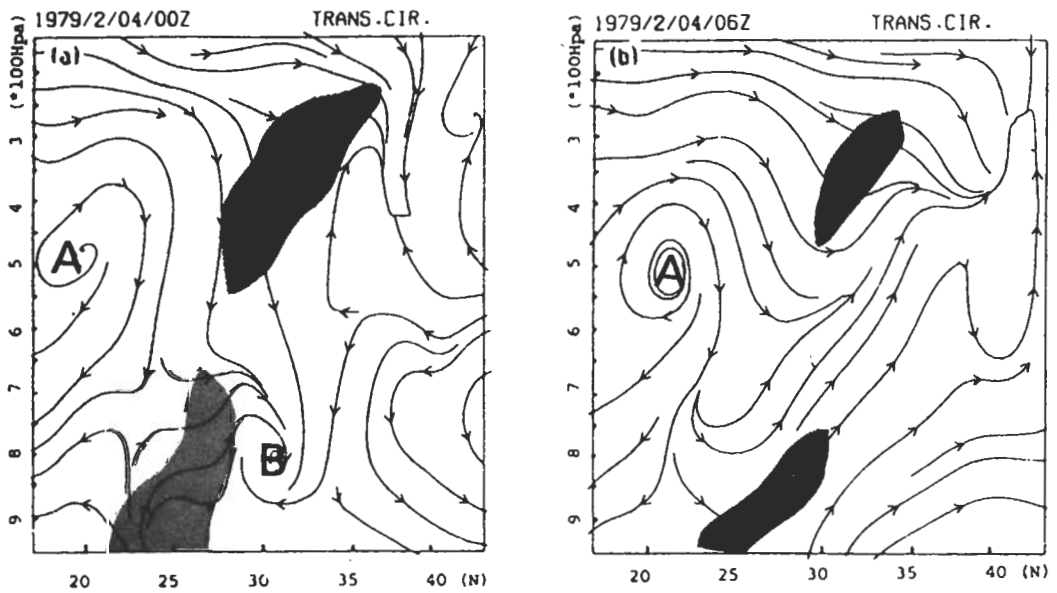 1979/2/04/00Z TRANS.CIR.
(a)
(*100Hpa)
3
4
5
6
7
8
9
A
B
20 25 30 35 40 (N)
1979/2/04/06Z TRANS.CIR.
(b)
(*100Hpa)
3
4
5
6
7
8
9
A
20 30 35 40 (N)